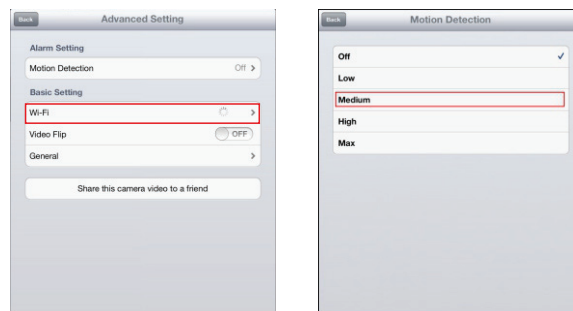 Back
Advanced Setting
Alarm Setting
Motion Detection Off
Basic Setting
Wi-Fi
Video Flip OFF
General
Share this camera video to a friend
Back
Motion Detection
Off
Low
Medium
High
Max